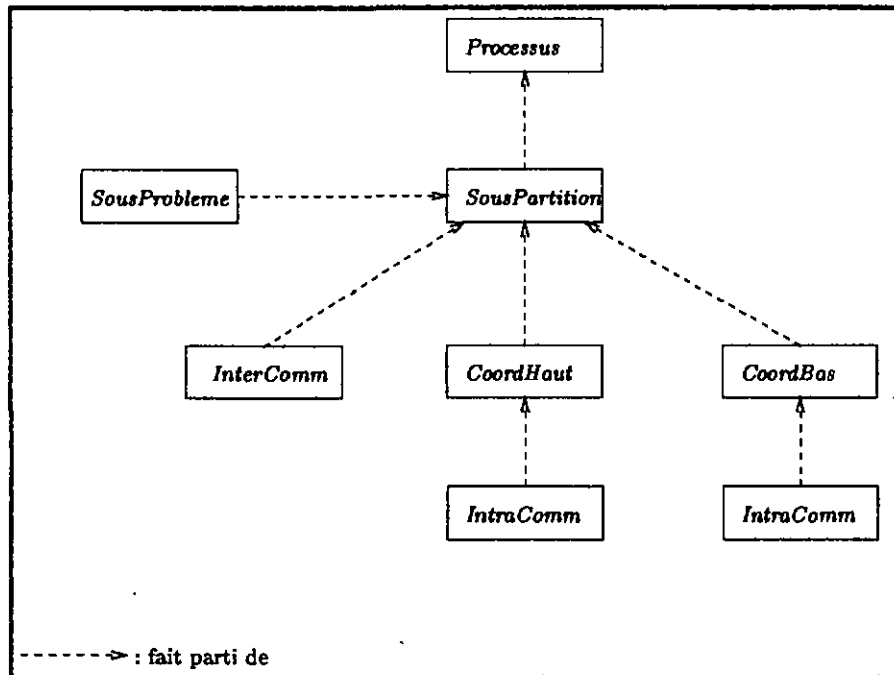 Processus
SousProbleme
SousPartition
InterComm
CoordHaut
CoordBas
IntraComm
IntraComm
: fait parti de